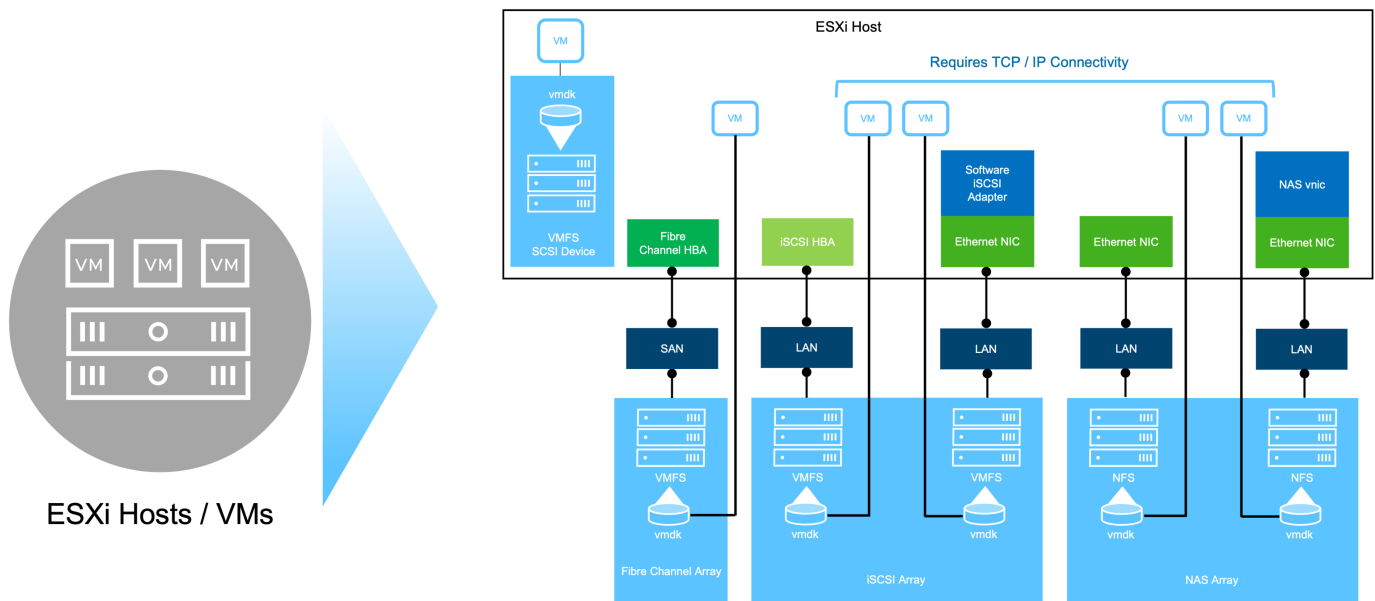 VM
VM
VM
ESXi Hosts / VMs
ESXi Host
VM
vmdk
VMFS
SCSI Device
Requires TCP / IP Connectivity
VM
VM
VM
VM
VM
Fibre
Channel HBA
iSCSI HBA
Software
iSCSI
Adapter
Ethernet NIC
Ethernet NIC
NAS vnic
Ethernet NIC
SAN
LAN
LAN
LAN
LAN
VMFS
vmdk
Fibre Channel Array
VMFS
vmdk
VMFS
vmdk
iSCSI Array
NFS
vmdk
NFS
vmdk
NAS Array